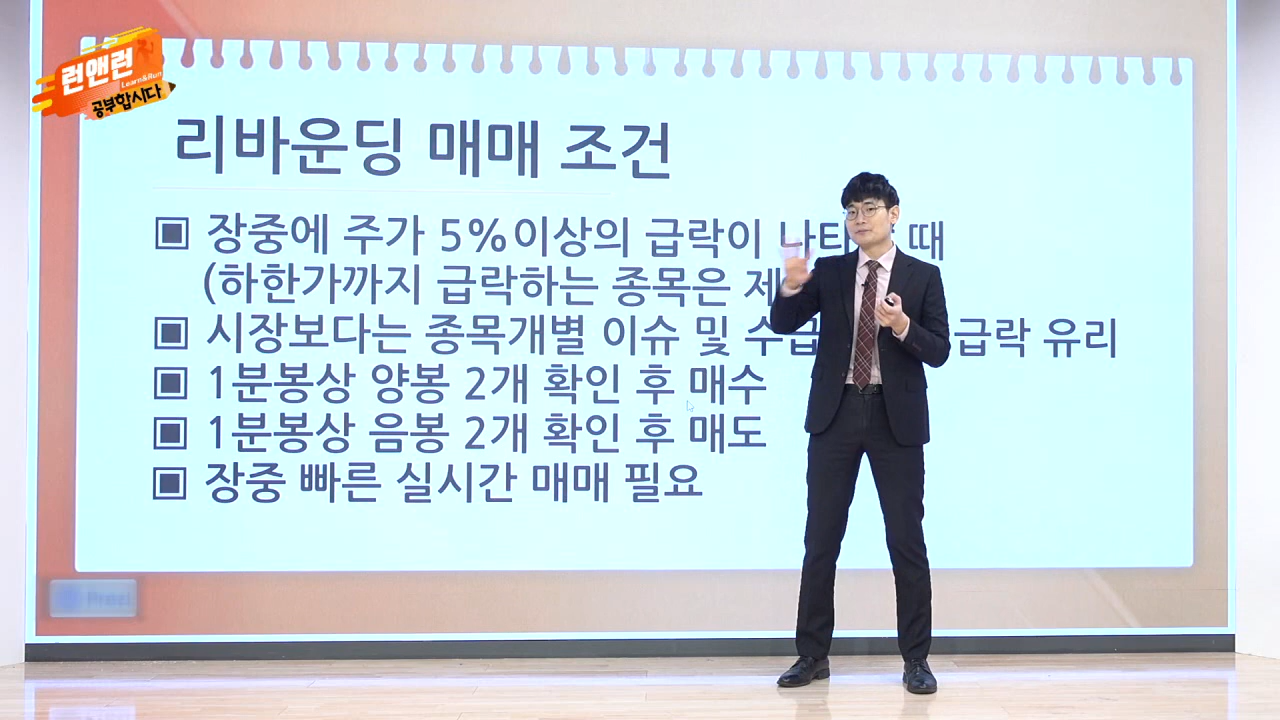 런앤런
Learn&Run
공부합시다
리바운딩 매매 조건
▣ 장중에 주가 5%이상의 급락이 때
(하한가까지 급락하는 종목은
▣ 시장보다는 종목개별 이슈 및 급락 유리
▣ 1분봉상 양봉 2개 확인 후 매수
▣ 1분봉상 음봉 2개 확인 후 매도
▣ 장중 빠른 실시간 매매 필요
Prezi